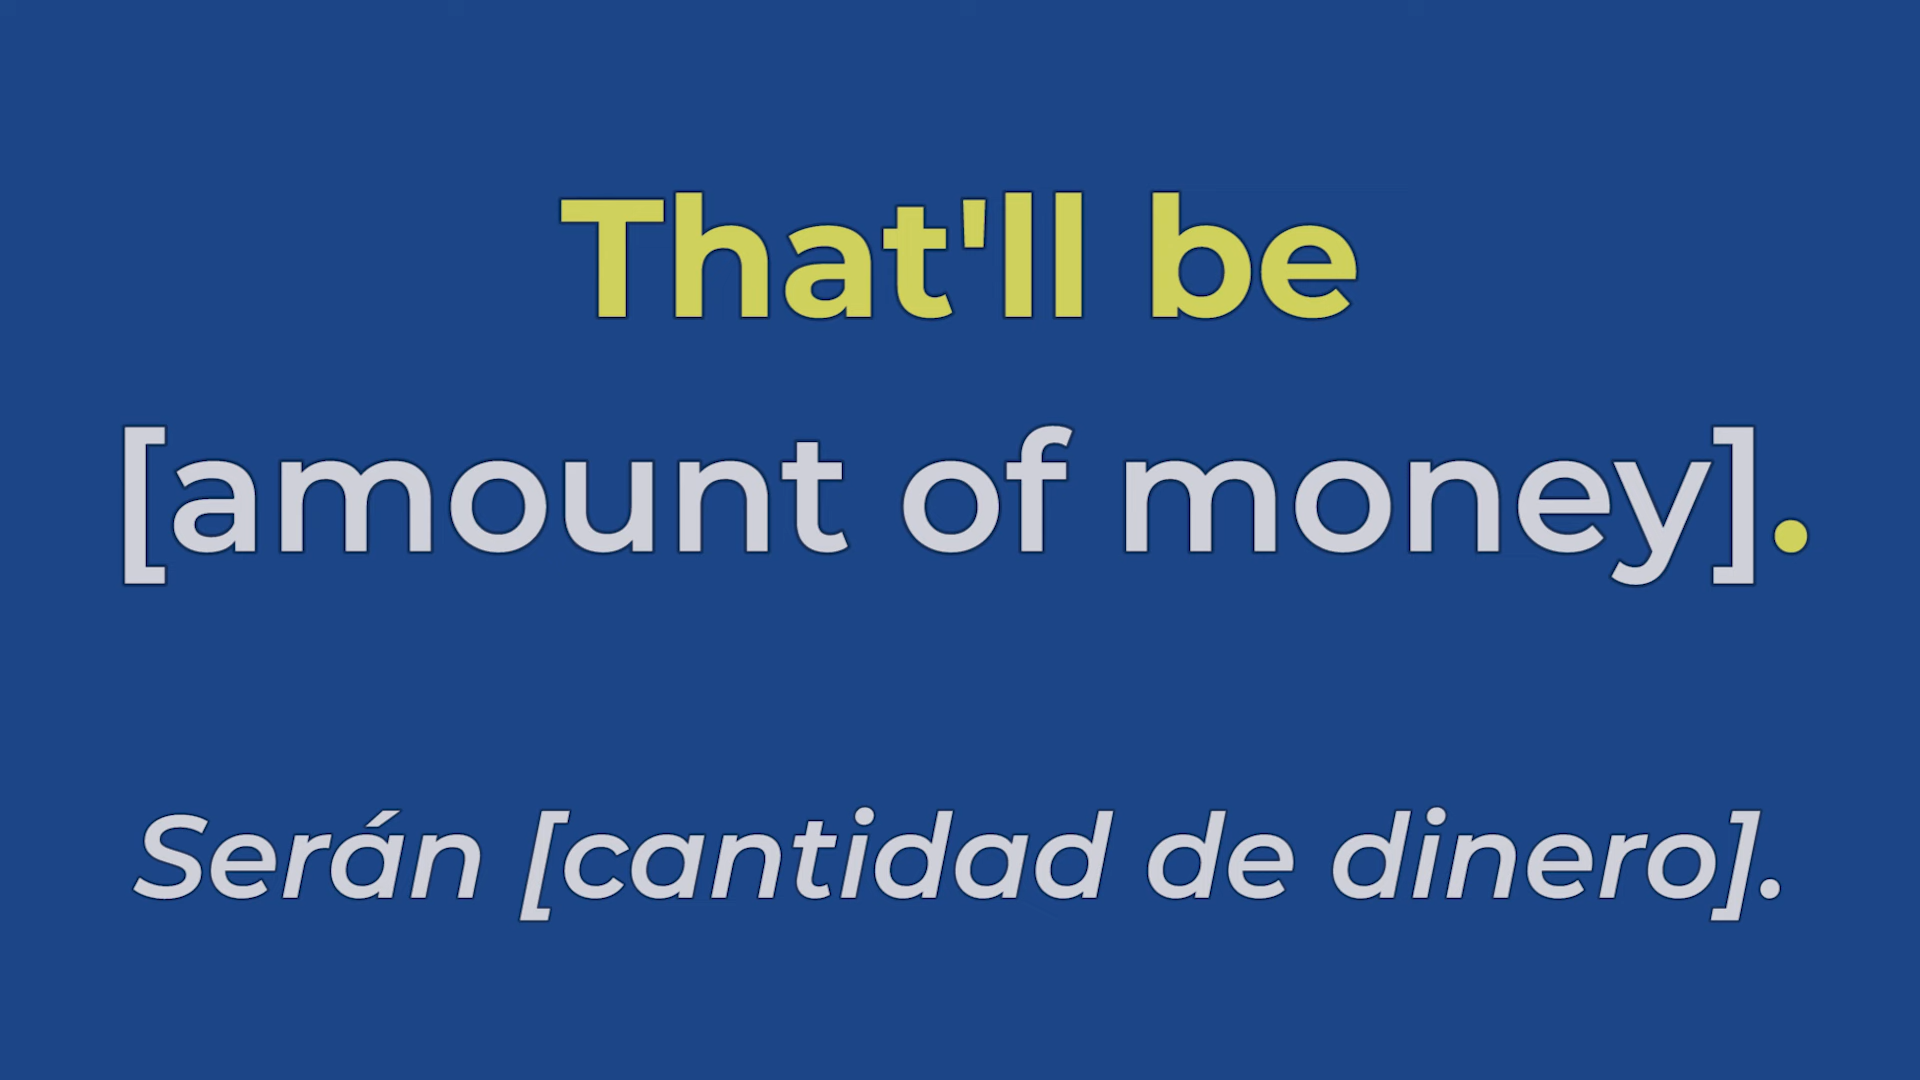 That'll be
[amount of money].
Serán [cantidad de dinero].